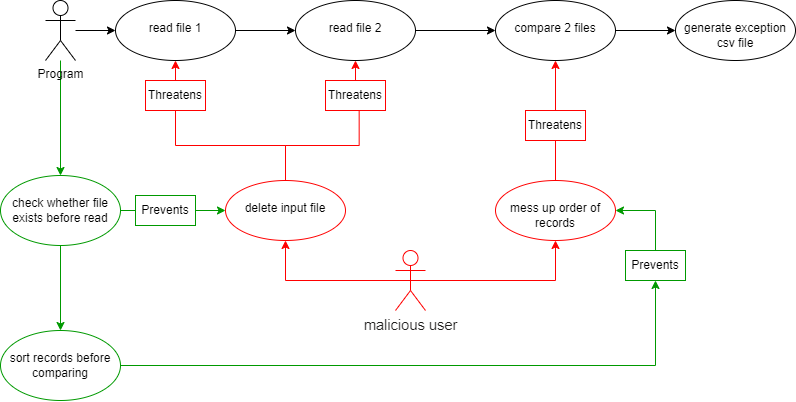 read file 1
read file 2
compare 2 files
generate exception
csv file
Program
Threatens
Threatens
Threatens
check whether file
exists before read
Prevents
delete input file
mess up order of
records
Prevents
malicious user
sort records before
comparing